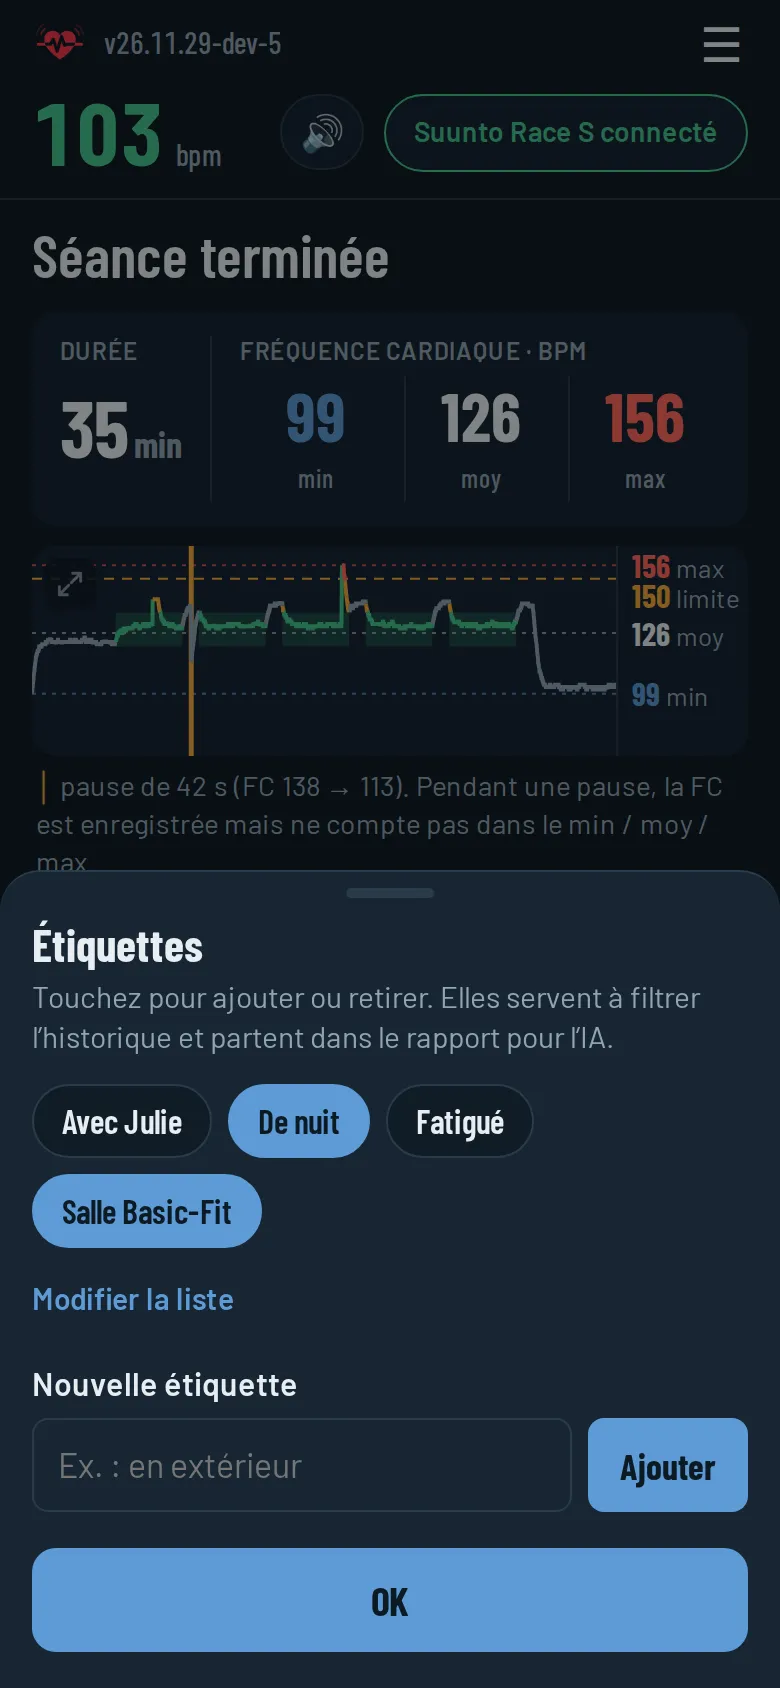 v26.11.29-dev-5
103 bpm
Suunto Race S connecté
Séance terminée
DURÉE
FRÉQUENCE CARDIAQUE · BPM
35 min
99
126
156
min
moy
max
156 max
150 limite
126 moy
99 min
pause de 42 s (FC 138 → 113). Pendant une pause, la FC
est enregistrée mais ne compte pas dans le min / moy /
max
Étiquettes
Touchez pour ajouter ou retirer. Elles servent à filtrer
l’historique et partent dans le rapport pour l’IA.
Avec Julie
De nuit
Fatigué
Salle Basic-Fit
Modifier la liste
Nouvelle étiquette
Ex. : en extérieur
Ajouter
OK